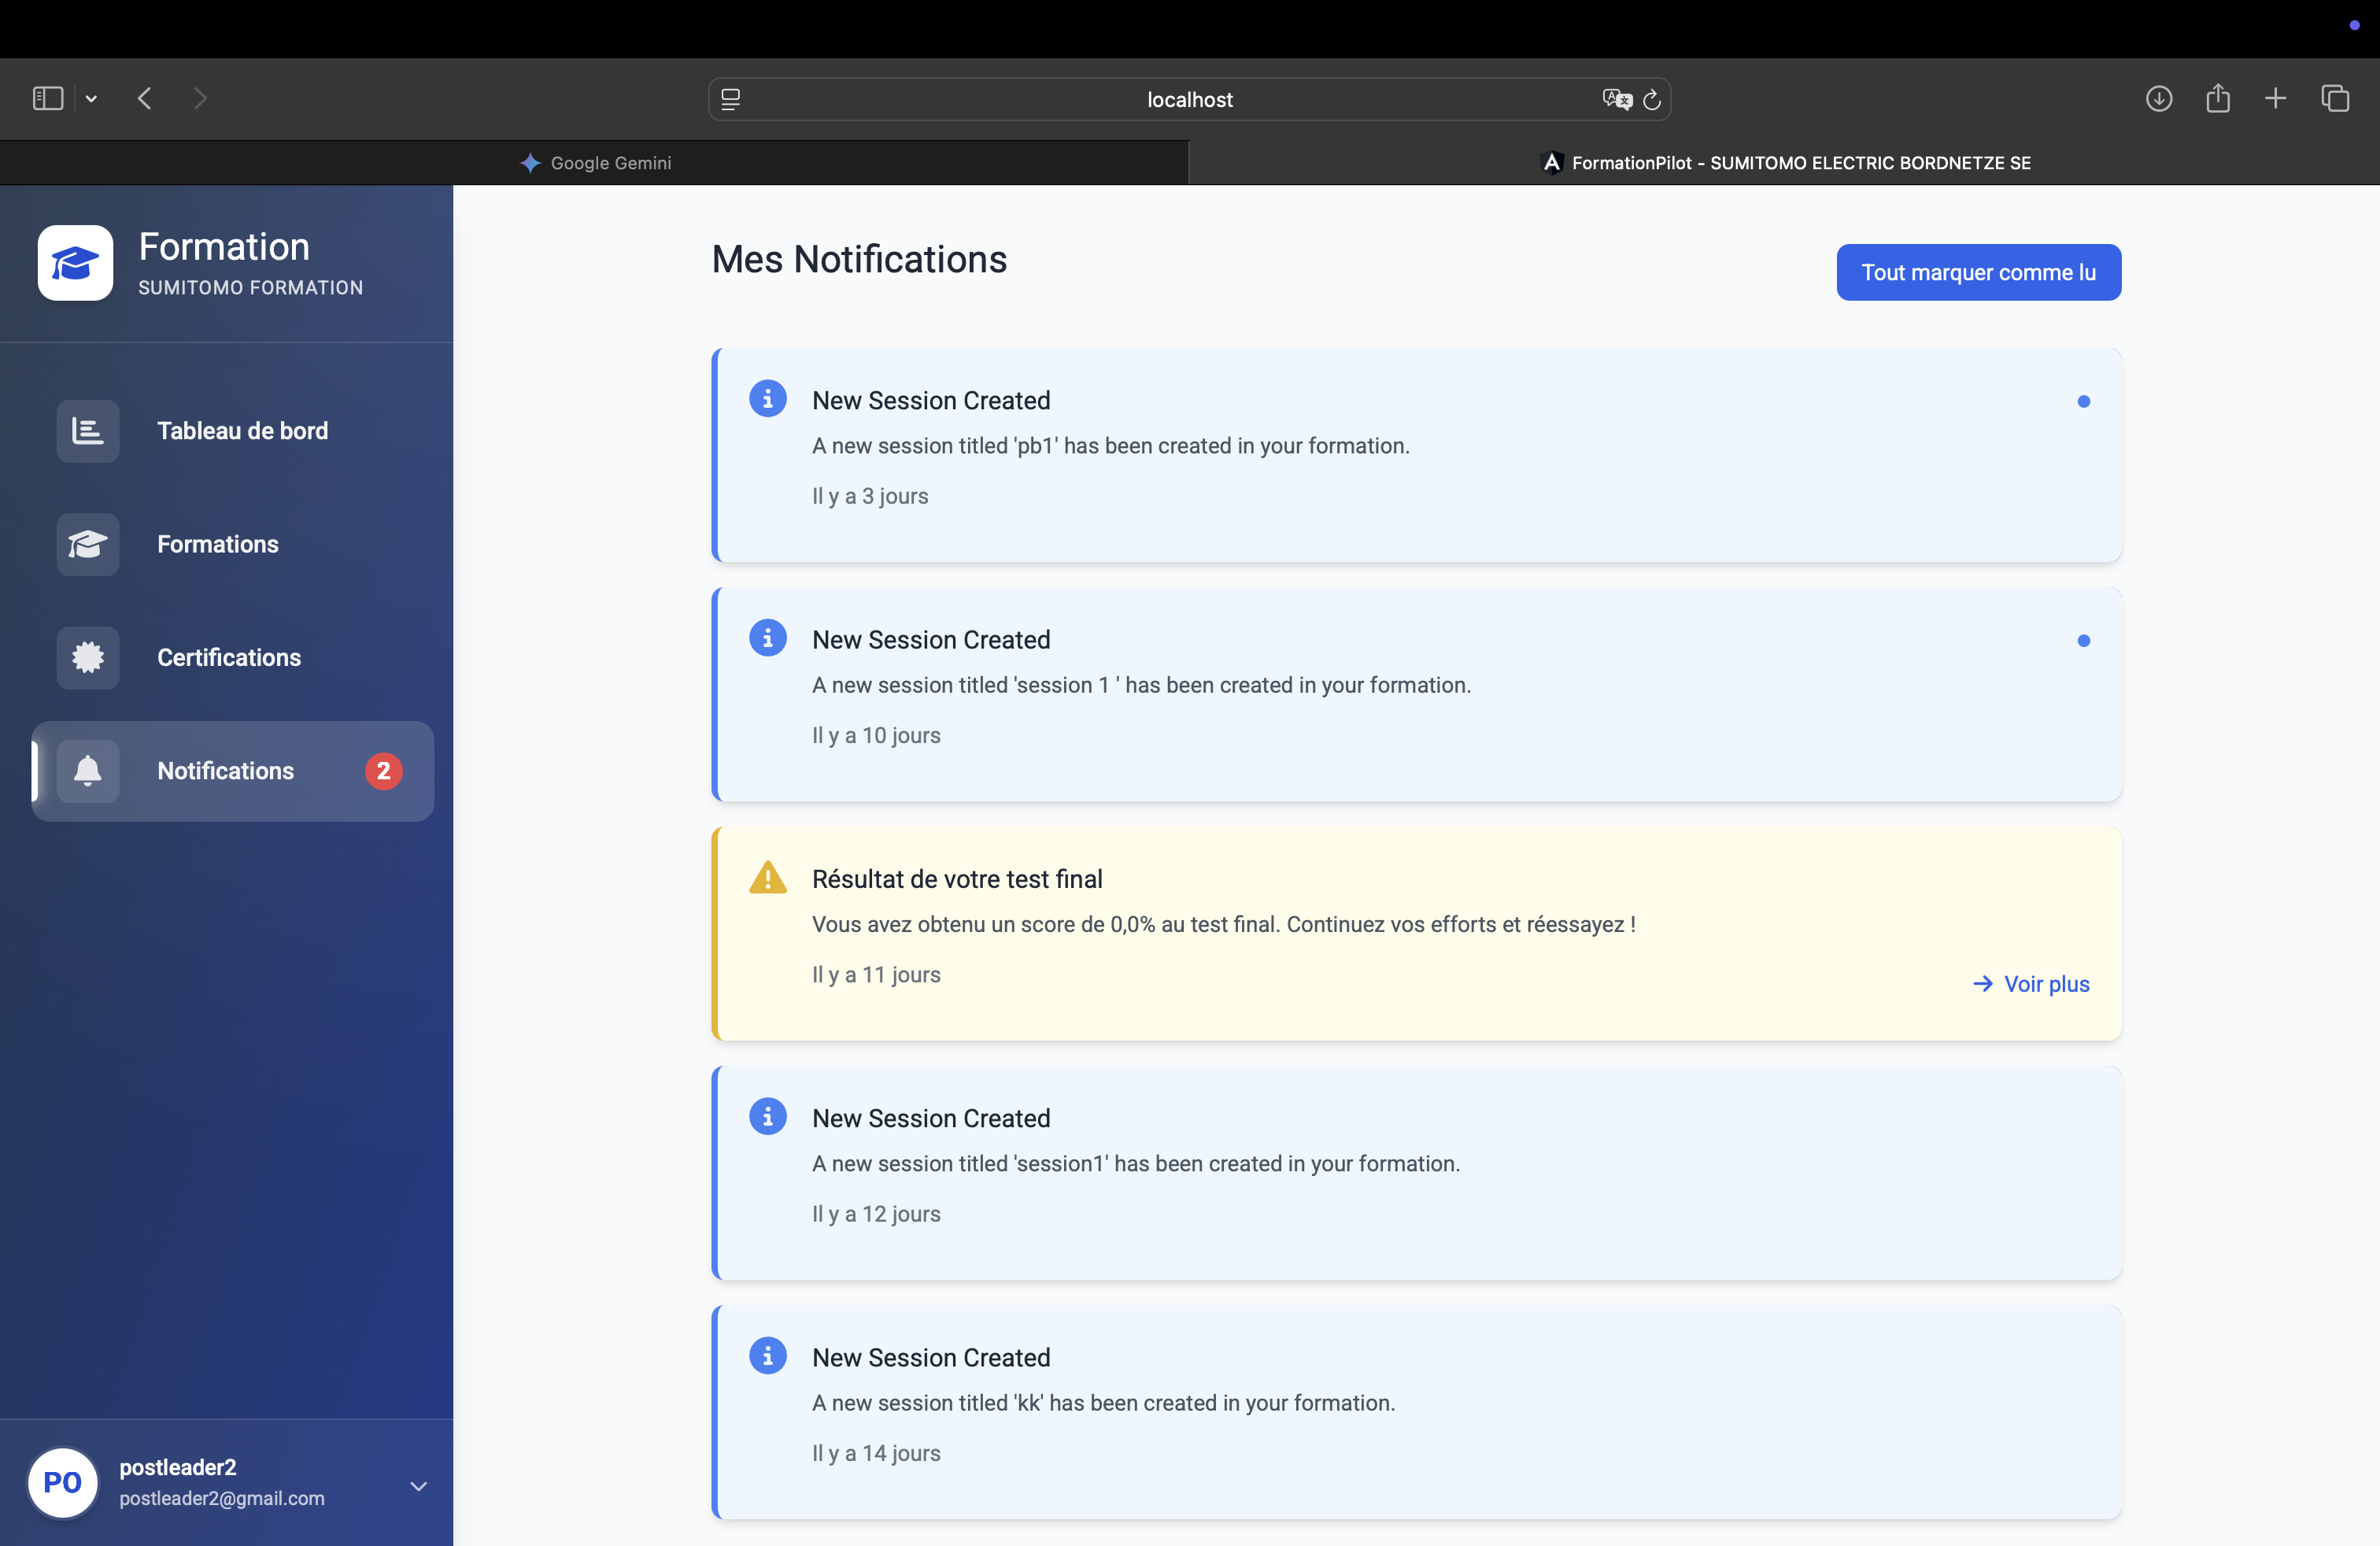 localhost
Google Gemini
FormationPilot - SUMITOMO ELECTRIC BORDNETZE SE
Formation
SUMITOMO FORMATION
Tableau de bord
Formations
Certifications
Notifications 2
PO
postleader2
postleader2@gmail.com
Mes Notifications
Tout marquer comme lu
New Session Created
A new session titled 'pb1' has been created in your formation.
Il y a 3 jours
New Session Created
A new session titled 'session 1 ' has been created in your formation.
Il y a 10 jours
Résultat de votre test final
Vous avez obtenu un score de 0,0% au test final. Continuez vos efforts et réessayez !
Il y a 11 jours
Voir plus
New Session Created
A new session titled 'session1' has been created in your formation.
Il y a 12 jours
New Session Created
A new session titled 'kk' has been created in your formation.
Il y a 14 jours